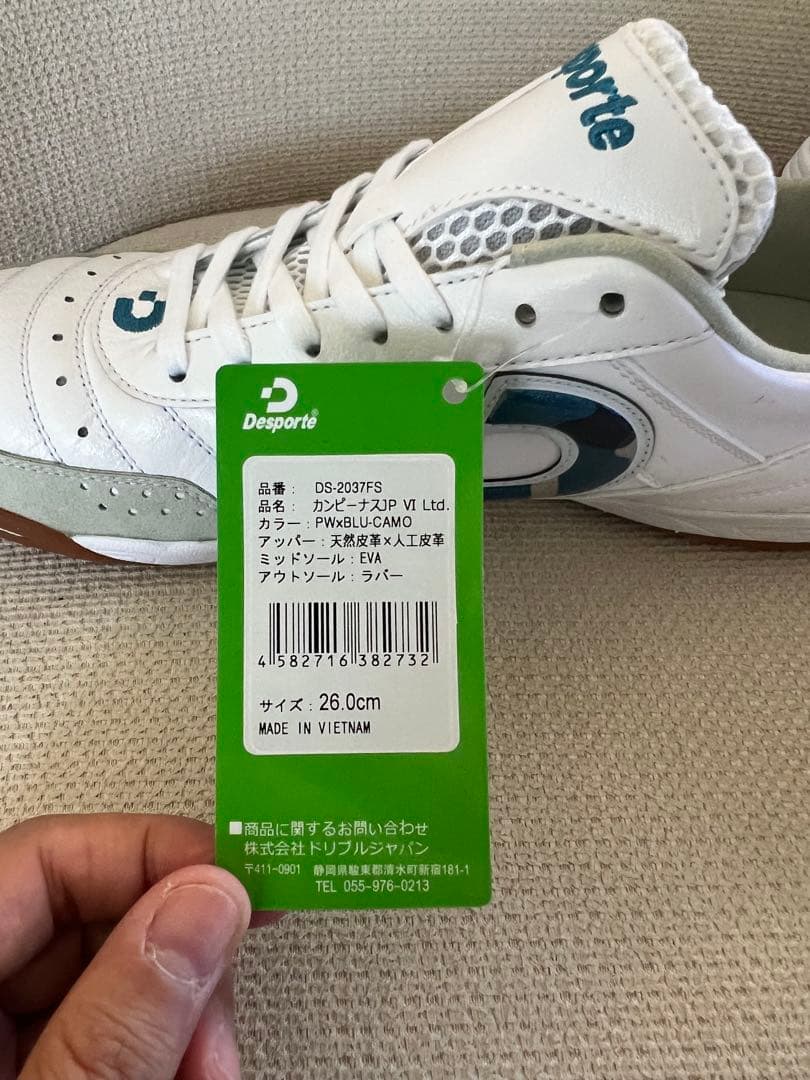 porte
Desporte®
品番： DS-2037FS
品名： カンピーナスJP VI Ltd.
カラー：PWxBLU-CAMO
アッパー：天然皮革×人工皮革
ミッドソール：EVA
アウトソール：ラバー
4 582716 382732
サイズ：26.0cm
MADE IN VIETNAM
■商品に関するお問い合わせ
株式会社ドリブルジャパン
〒411-0901 静岡県駿東郡清水町新宿181-1
TEL 055-976-0213